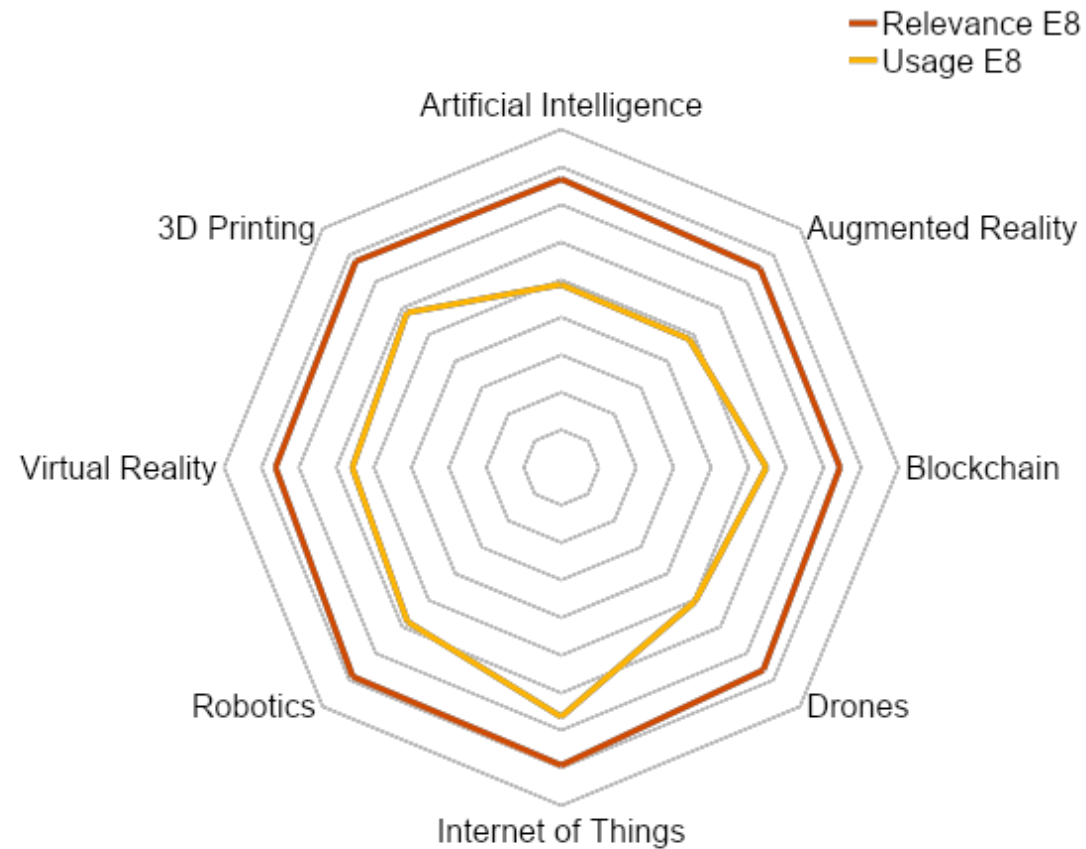 Relevance E8
Usage E8
Artificial Intelligence
3D Printing
Augmented Reality
Virtual Reality
Blockchain
Robotics
Drones
Internet of Things